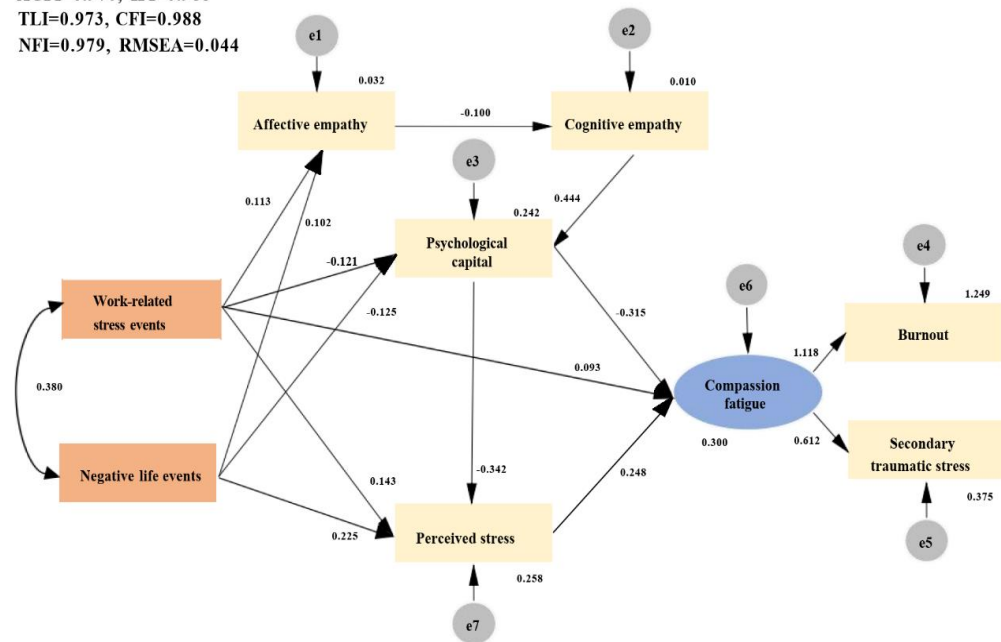 TLI=0.973, CFI=0.988
NFI=0.979, RMSEA=0.044
e1
e2
0.032
0.010
Affective empathy
-0.100
Cognitive empathy
e3
0.113
0.102
0.444
0.242
Psychological
capital
e4
-0.121
-0.125
e6
1.249
Work-related
stress events
-0.315
Burnout
1.118
0.093
0.380
Compassion
fatigue
0.300
0.612
Secondary
traumatic stress
Negative life events
-0.342
0.143
0.248
0.375
0.225
Perceived stress
e5
0.258
e7